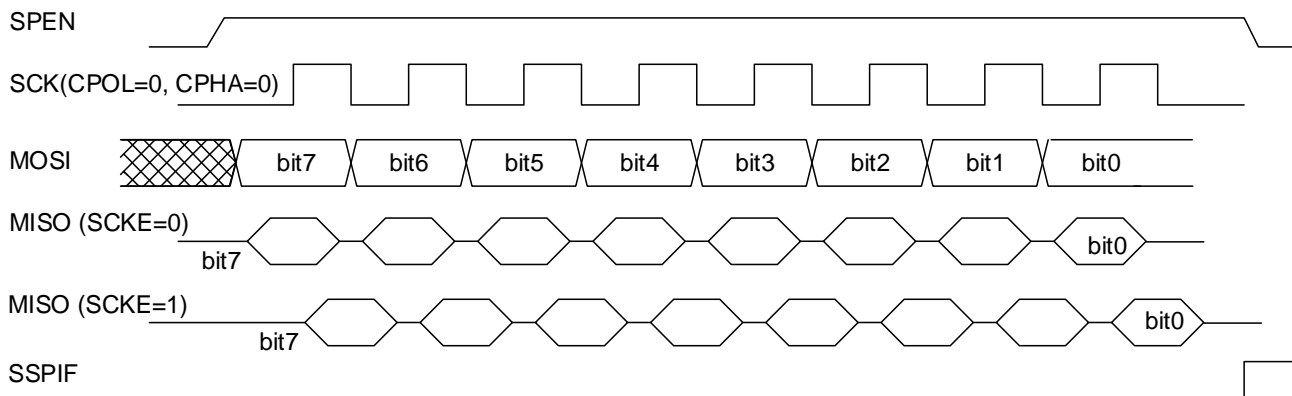 SPEN
SCK(CPOL=0, CPHA=0)
MOSI bit7 bit6 bit5 bit4 bit3 bit2 bit1 bit0
MISO (SCKE=0)
bit7 bit0
MISO (SCKE=1)
bit7 bit0
SSPIF